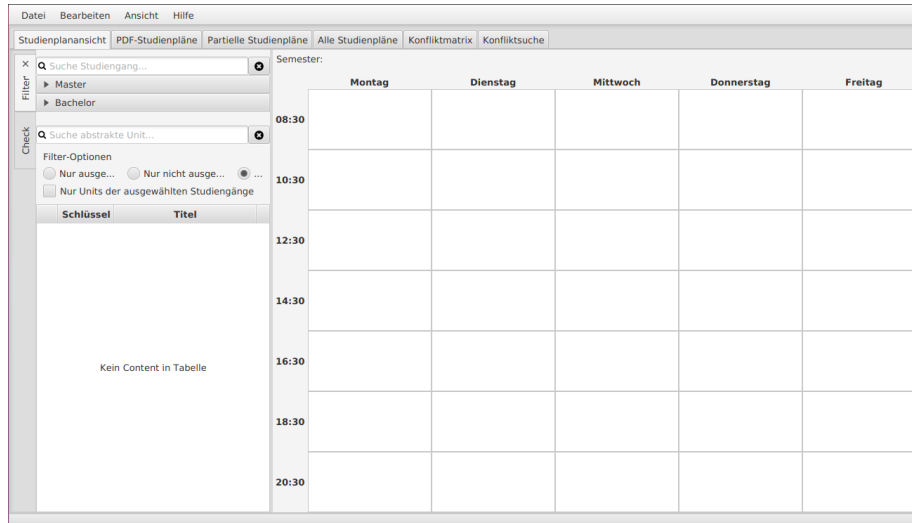 Datei Bearbeiten Ansicht Hilfe
Studienplanansicht PDF-Studienpläne Partielle Studienpläne Alle Studienpläne Konfliktmatrix Konfliktsuche
Filter
Check
Suche Studiengang...
Master
Bachelor
Suche abstrakte Unit...
Filter-Optionen
Nur ausge... Nur nicht ausge... ...
Nur Units der ausgewählten Studiengänge
Schlüssel Titel
Kein Content in Tabelle
Semester:
Montag Dienstag Mittwoch Donnerstag Freitag
08:30
10:30
12:30
14:30
16:30
18:30
20:30